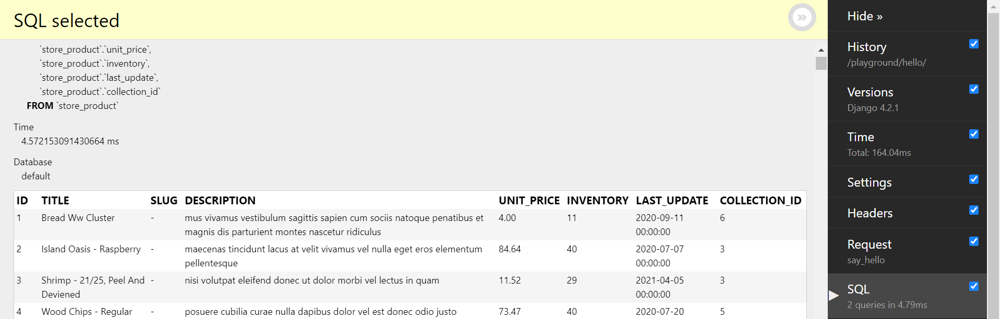 SQL selected
`store_product`.`unit_price`,
`store_product`.`inventory`,
`store_product`.`last_update`,
`store_product`.`collection_id`
FROM `store_product`
Time
4.572153091430664 ms
Database
default
ID TITLE SLUG DESCRIPTION UNIT_PRICE INVENTORY LAST_UPDATE COLLECTION_ID
1 Bread Ww Cluster - mus vivamus vestibulum sagittis sapien cum sociis natoque penatibus et 4.00 11 2020-09-11 6
magnis dis parturient montes nascetur ridiculus 00:00:00
2 Island Oasis - Raspberry - maecenas tincidunt lacus at velit vivamus vel nulla eget eros elementum 84.64 40 2020-07-07 3
pellentesque 00:00:00
3 Shrimp - 21/25, Peel And - nisi volutpat eleifend donec ut dolor morbi vel lectus in quam 11.52 29 2021-04-05 3
Deviened 00:00:00
4 Wood Chips - Regular - posuere cubilia curae nulla dapibus dolor vel est donec odio justo 73.47 40 2020-07-20 5
Hide »
History
/playground/hello/
Versions
Django 4.2.1
Time
Total: 164.04ms
Settings
Headers
Request
say_hello
SQL
2 queries in 4.79ms